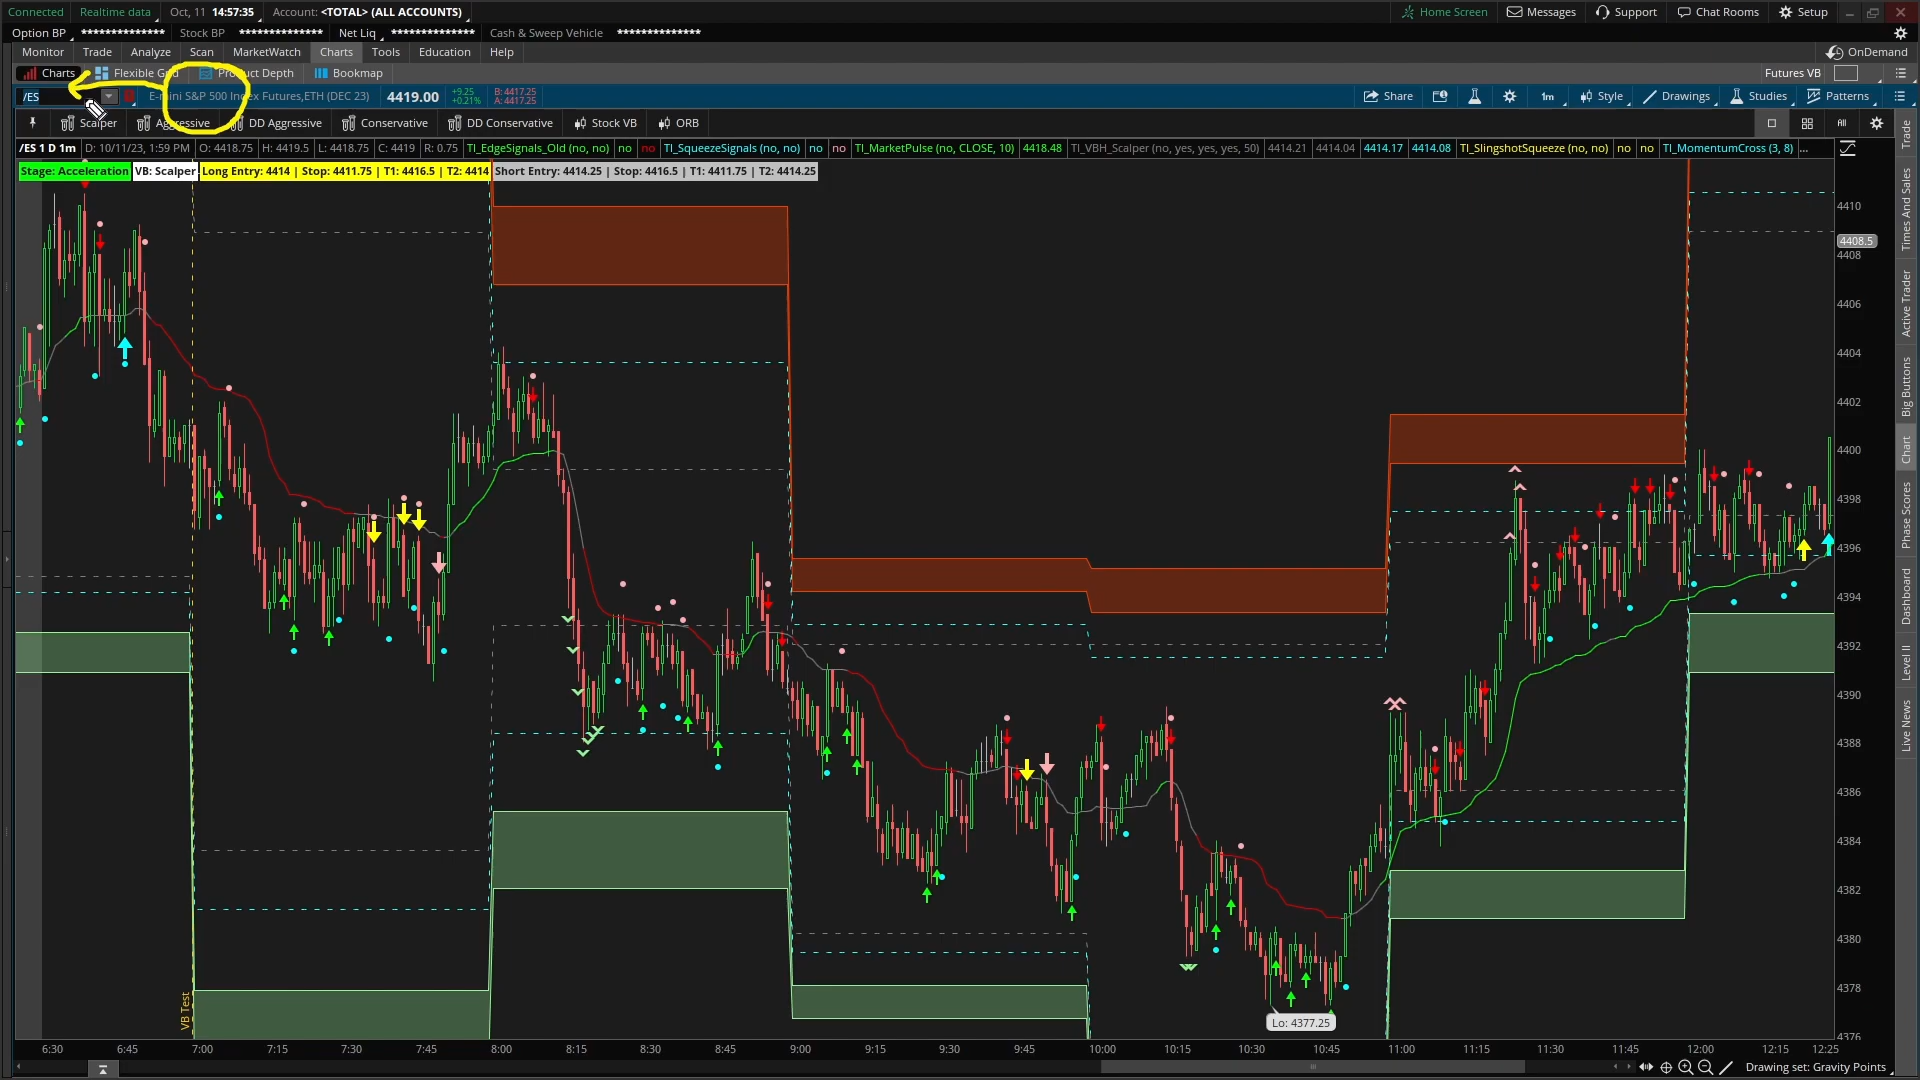 Connected Realtime data Oct, 11 14:57:35 Account: <TOTAL> (ALL ACCOUNTS) Home Screen Messages Support Chat Rooms Setup
Option BP ************** Stock BP ************** Net Liq ************** Cash & Sweep Vehicle **************
Monitor Trade Analyze Scan MarketWatch Charts Tools Education Help OnDemand
Charts Flexible Grid Product Depth Bookmap Futures VB
/ES E-mini S&P 500 Index Futures,ETH (DEC 23) 4419.00 +9.25 +0.21% B: 4417.25 A: 4417.25 Share 1m Style Drawings Studies Patterns
Scalper Aggressive DD Aggressive Conservative DD Conservative Stock VB ORB All
/ES 1 D 1m D: 10/11/23, 1:59 PM O: 4418.75 H: 4419.5 L: 4418.75 C: 4419 R: 0.75 TI_EdgeSignals_Old (no, no) no no TI_SqueezeSignals (no, no) no no TI_MarketPulse (no, CLOSE, 10) 4418.48 TI_VBH_Scalper (no, yes, yes, yes, 50) 4414.21 4414.04 4414.17 4414.08 TI_SlingshotSqueeze (no, no) no no TI_MomentumCross (3, 8) ...
Stage: Acceleration VB: Scalper Long Entry: 4414 | Stop: 4411.75 | T1: 4416.5 | T2: 4414 Short Entry: 4414.25 | Stop: 4416.5 | T1: 4411.75 | T2: 4414.25
4410
4408.5
4408
4406
4404
4402
4400
4398
4396
4394
4392
4390
4388
4386
4384
4382
4380
4378
4376
Trade
Times And Sales
Active Trader
Big Buttons
Chart
Phase Scores
Dashboard
Level II
Live News
VB Test
Lo: 4377.25
6:30 6:45 7:00 7:15 7:30 7:45 8:00 8:15 8:30 8:45 9:00 9:15 9:30 9:45 10:00 10:15 10:30 10:45 11:00 11:15 11:30 11:45 12:00 12:15 12:25
Drawing set: Gravity Points